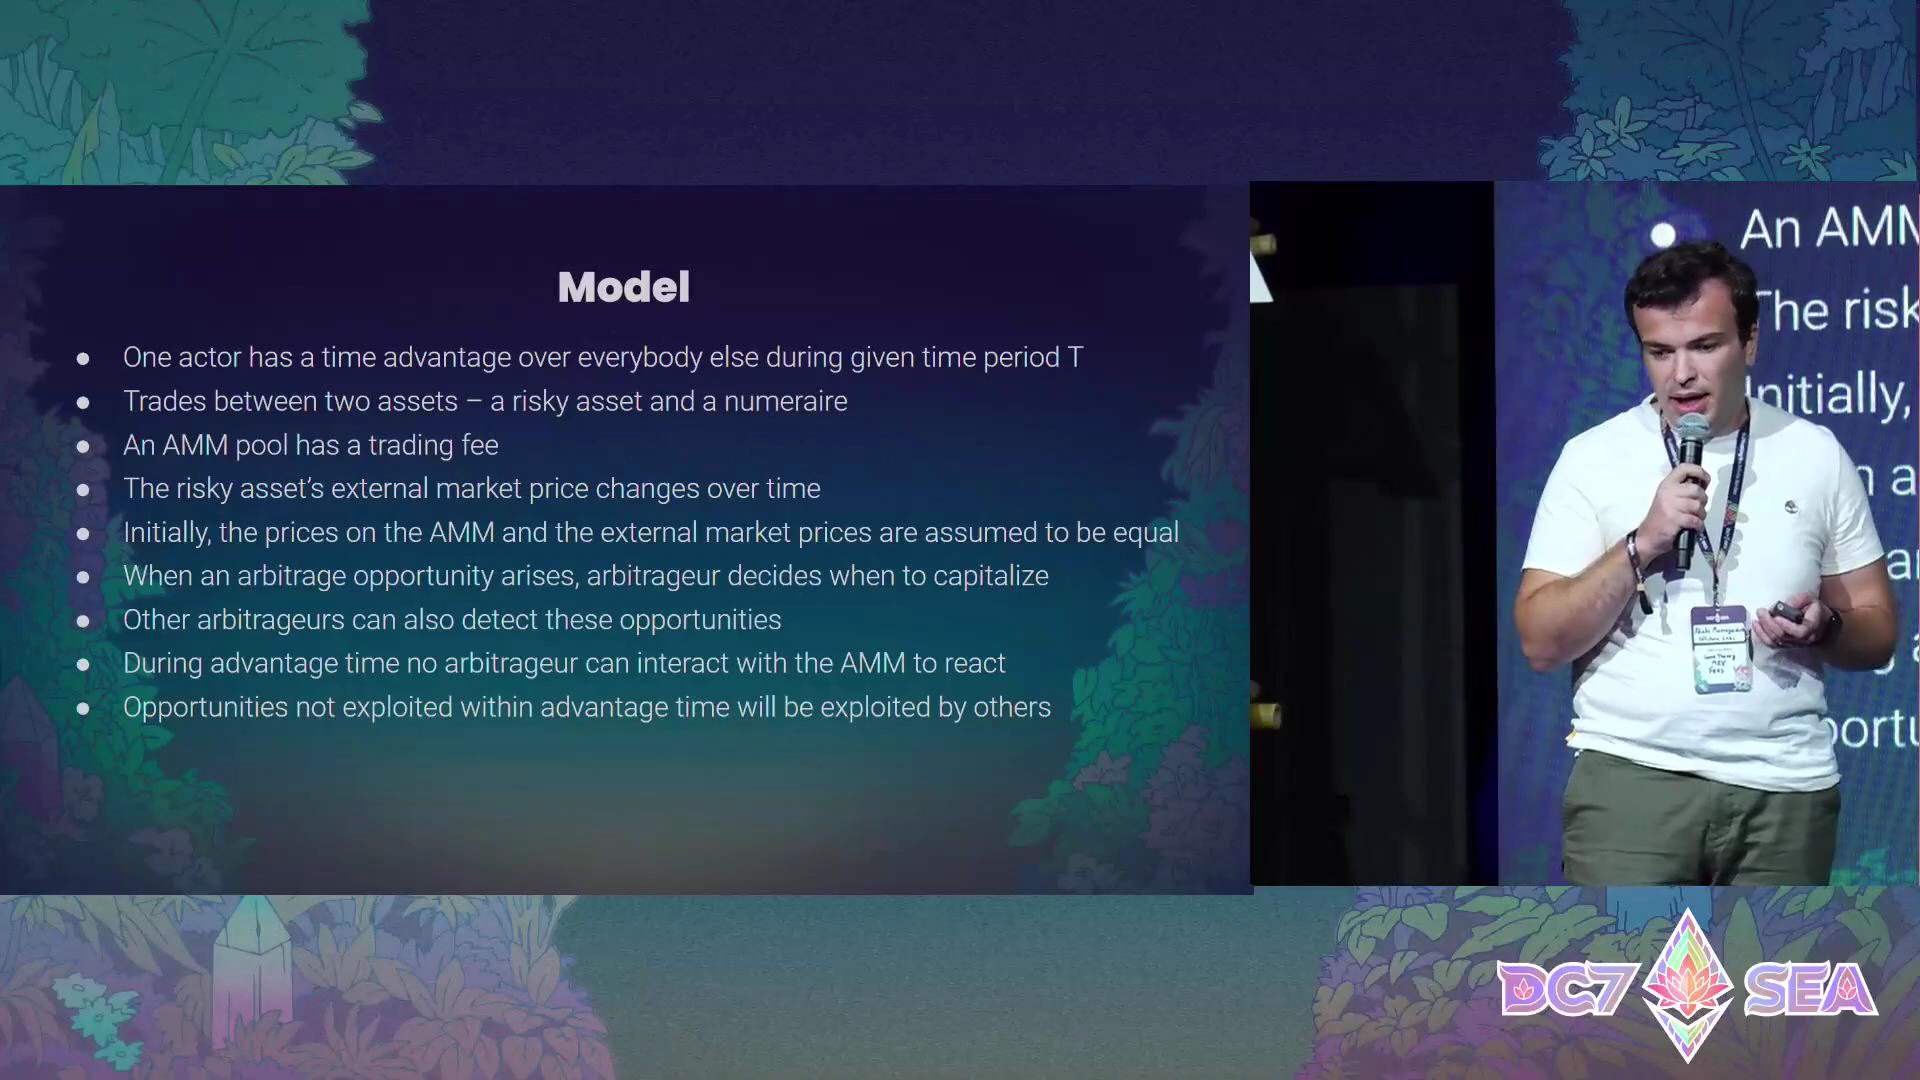 Model
● One actor has a time advantage over everybody else during given time period T
● Trades between two assets – a risky asset and a numeraire
● An AMM pool has a trading fee
● The risky asset's external market price changes over time
● Initially, the prices on the AMM and the external market prices are assumed to be equal
● When an arbitrage opportunity arises, arbitrageur decides when to capitalize
● Other arbitrageurs can also detect these opportunities
● During advantage time no arbitrageur can interact with the AMM to react
● Opportunities not exploited within advantage time will be exploited by others
● An AMM
The risk
Initially,
MEV
DC7 SEA